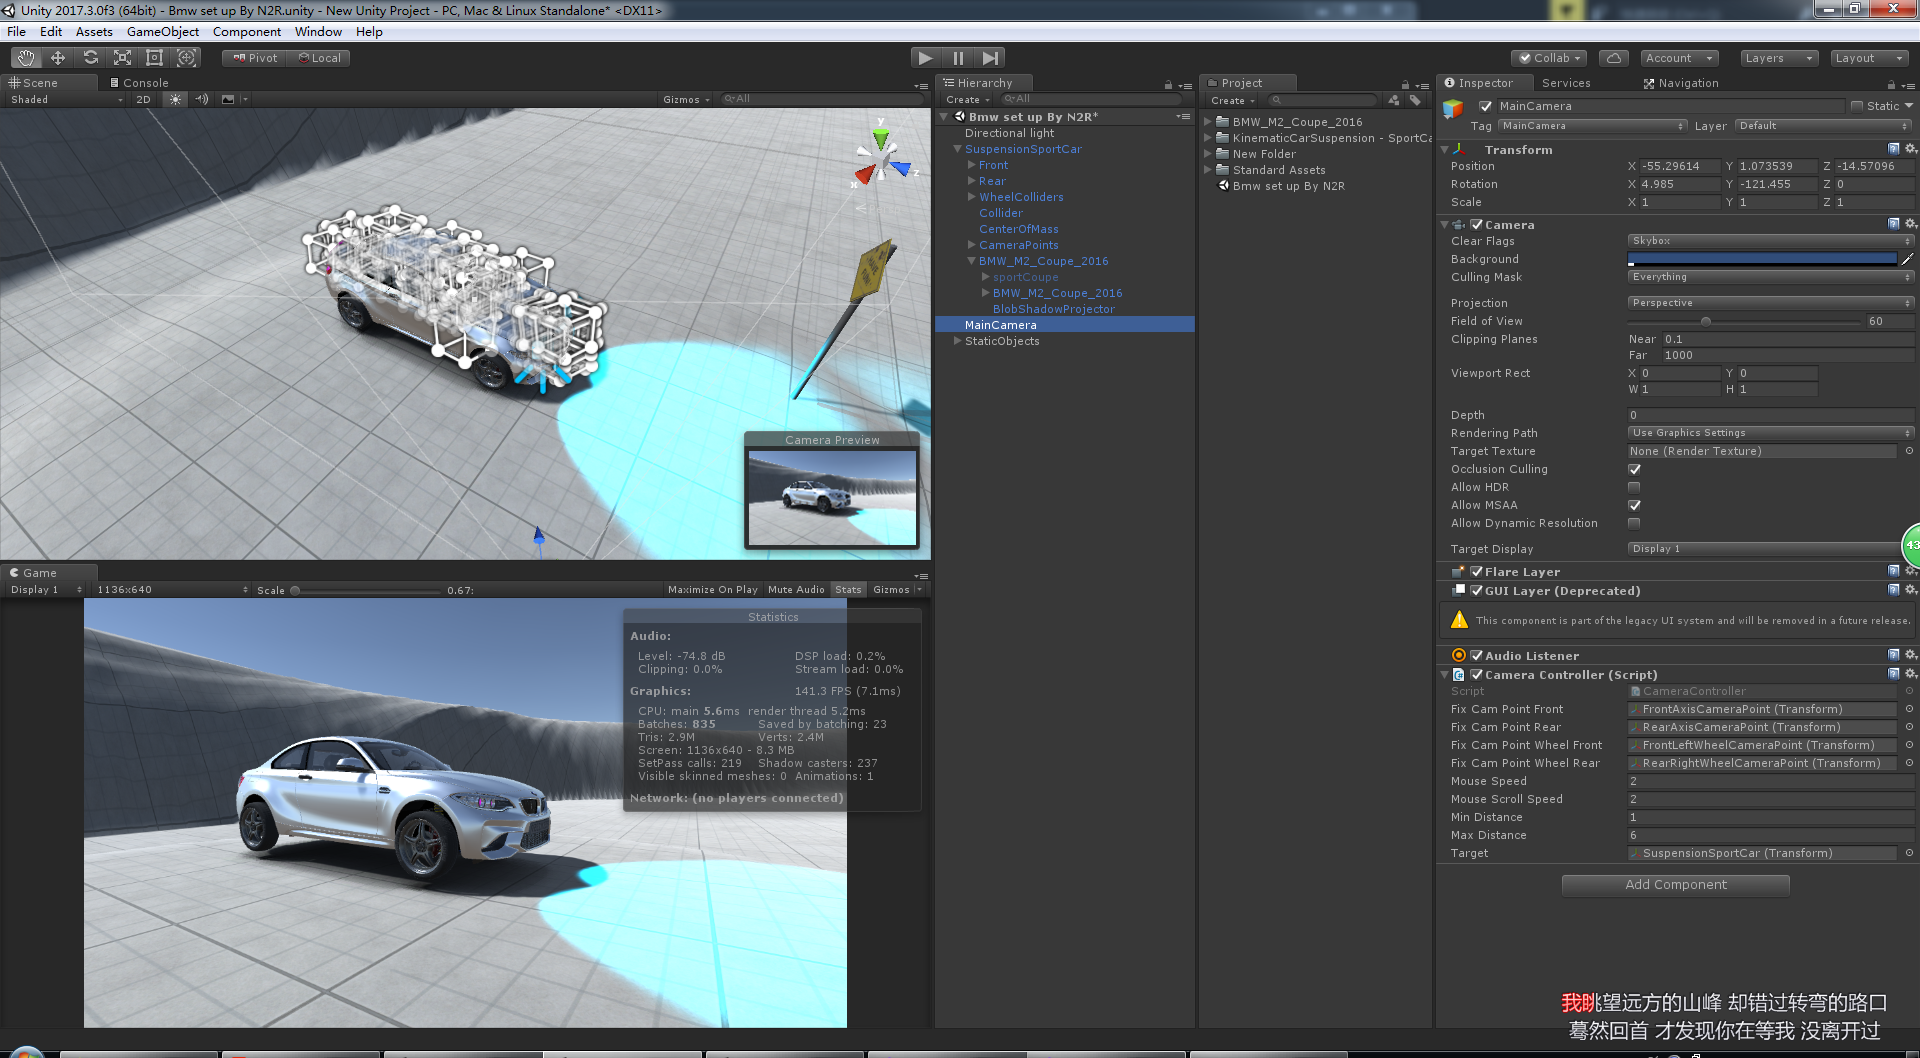 Unity 2017.3.0f3 (64bit) - Bmw set up By N2R.unity - New Unity Project - PC, Mac & Linux Standalone* <DX11>
File Edit Assets GameObject Component Window Help
Pivot Local
Collab Account Layers Layout
Scene Console
Shaded 2D Gizmos All
y
x
z
Camera Preview
Game
Display 1 1136x640 Scale 0.67: Maximize On Play Mute Audio Stats Gizmos
Statistics
Audio:
Level: -74.8 dB DSP load: 0.2%
Clipping: 0.0% Stream load: 0.0%
Graphics: 141.3 FPS (7.1ms)
CPU: main 5.6ms render thread 5.2ms
Batches: 835 Saved by batching: 23
Tris: 2.9M Verts: 2.4M
Screen: 1136x640 - 8.3 MB
SetPass calls: 219 Shadow casters: 237
Visible skinned meshes: 0 Animations: 1
Network: (no players connected)
Hierarchy
Create All
Bmw set up By N2R*
Directional light
SuspensionSportCar
Front
Rear
WheelColliders
Collider
CenterOfMass
CameraPoints
BMW_M2_Coupe_2016
sportCoupe
BMW_M2_Coupe_2016
BlobShadowProjector
MainCamera
StaticObjects
Project
Create
BMW_M2_Coupe_2016
KinematicCarSuspension - SportCa
New Folder
Standard Assets
Bmw set up By N2R
Inspector Services Navigation
MainCamera Static
Tag MainCamera Layer Default
Transform
Position X -55.29614 Y 1.073539 Z -14.57096
Rotation X 4.985 Y -121.455 Z 0
Scale X 1 Y 1 Z 1
Camera
Clear Flags Skybox
Background
Culling Mask Everything
Projection Perspective
Field of View 60
Clipping Planes Near 0.1
Far 1000
Viewport Rect X 0 Y 0
W 1 H 1
Depth 0
Rendering Path Use Graphics Settings
Target Texture None (Render Texture)
Occlusion Culling
Allow HDR
Allow MSAA
Allow Dynamic Resolution
43
Target Display Display 1
Flare Layer
GUI Layer (Deprecated)
This component is part of the legacy UI system and will be removed in a future release.
Audio Listener
Camera Controller (Script)
Script CameraController
Fix Cam Point Front FrontAxisCameraPoint (Transform)
Fix Cam Point Rear RearAxisCameraPoint (Transform)
Fix Cam Point Wheel Front FrontLeftWheelCameraPoint (Transform)
Fix Cam Point Wheel Rear RearRightWheelCameraPoint (Transform)
Mouse Speed 2
Mouse Scroll Speed 2
Min Distance 1
Max Distance 6
Target SuspensionSportCar (Transform)
Add Component
我眺望远方的山峰 却错过转弯的路口
蓦然回首 才发现你在等我 没离开过